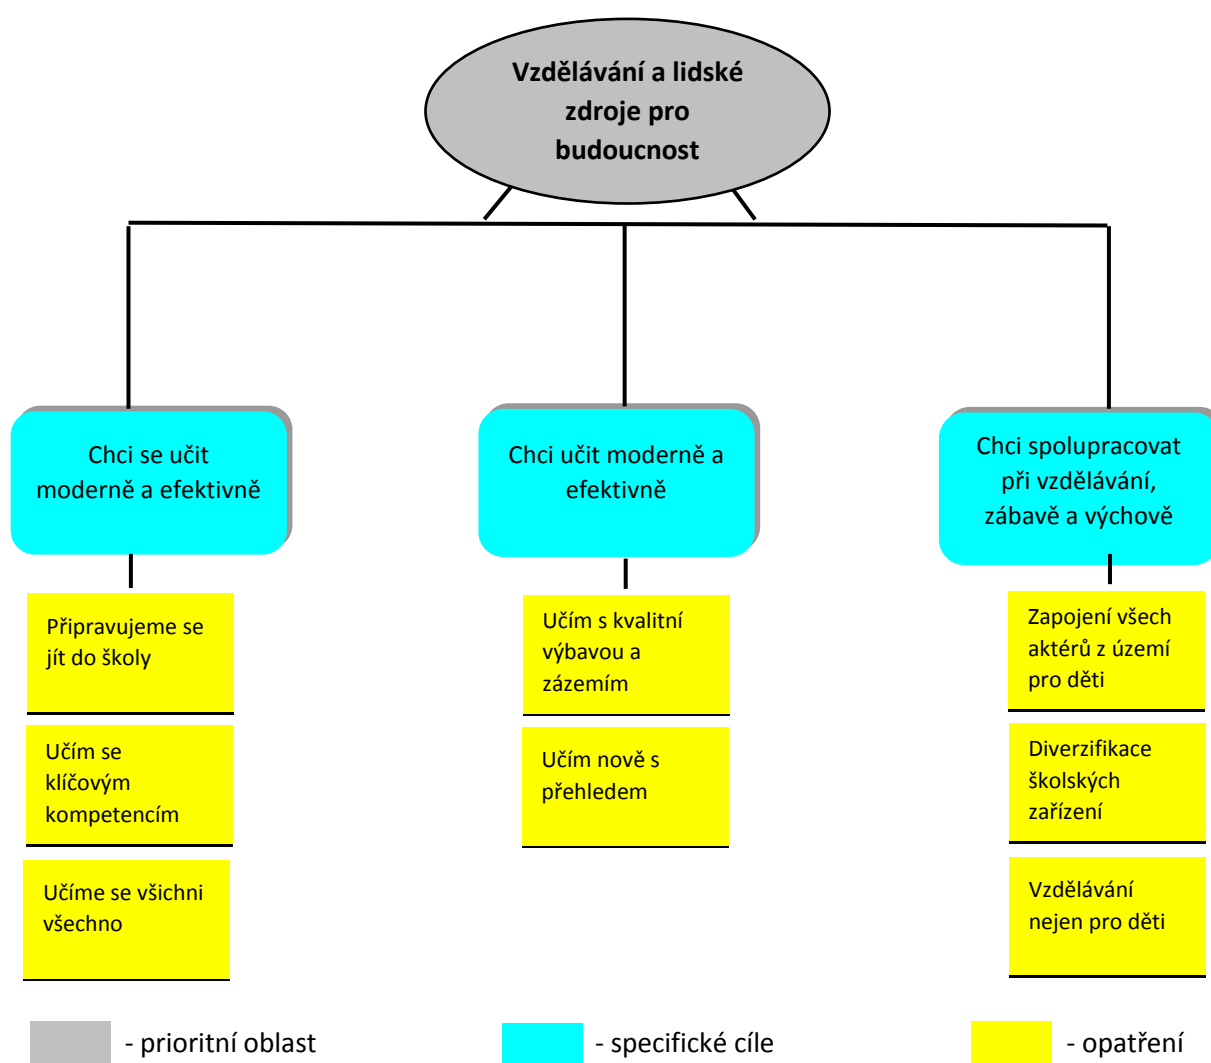 Vzdělávání a lidské
zdroje pro
budoucnost
Chci se učit
moderně a efektivně
Chci učit moderně a
efektivně
Chci spolupracovat
při vzdělávání,
zábavě a výchově
Připravujeme se
jít do školy
Učím se
klíčovým
kompetencím
Učíme se všichni
všechno
Učím s kvalitní
výbavou a
zázemím
Učím nově s
přehledem
Zapojení všech
aktérů z území
pro děti
Diverzifikace
školských
zařízení
Vzdělávání
nejen pro děti
- prioritní oblast
- specifické cíle
- opatření